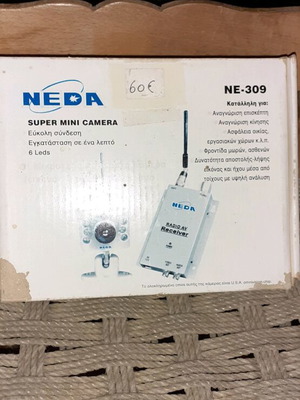 60€
NEDA
NE-309
SUPER MINI CAMERA
Εύκολη σύνδεση
Εγκατάσταση σε ένα λεπτό
6 Leds
Κατάλληλη για:
Αναγνώριση επισκέπτη
Αναγνώριση κίνησης
Ασφάλεια οικίας,
εργασιακών χώρων κ.λ.π.
Φροντίδα μωρών, ασθενών
Δυνατότητα αποστολής-λήψης
εικόνας και ήχου μέσα από
τοίχους με υψηλή ανάλυση
NEDA
RADIO AV
Receiver